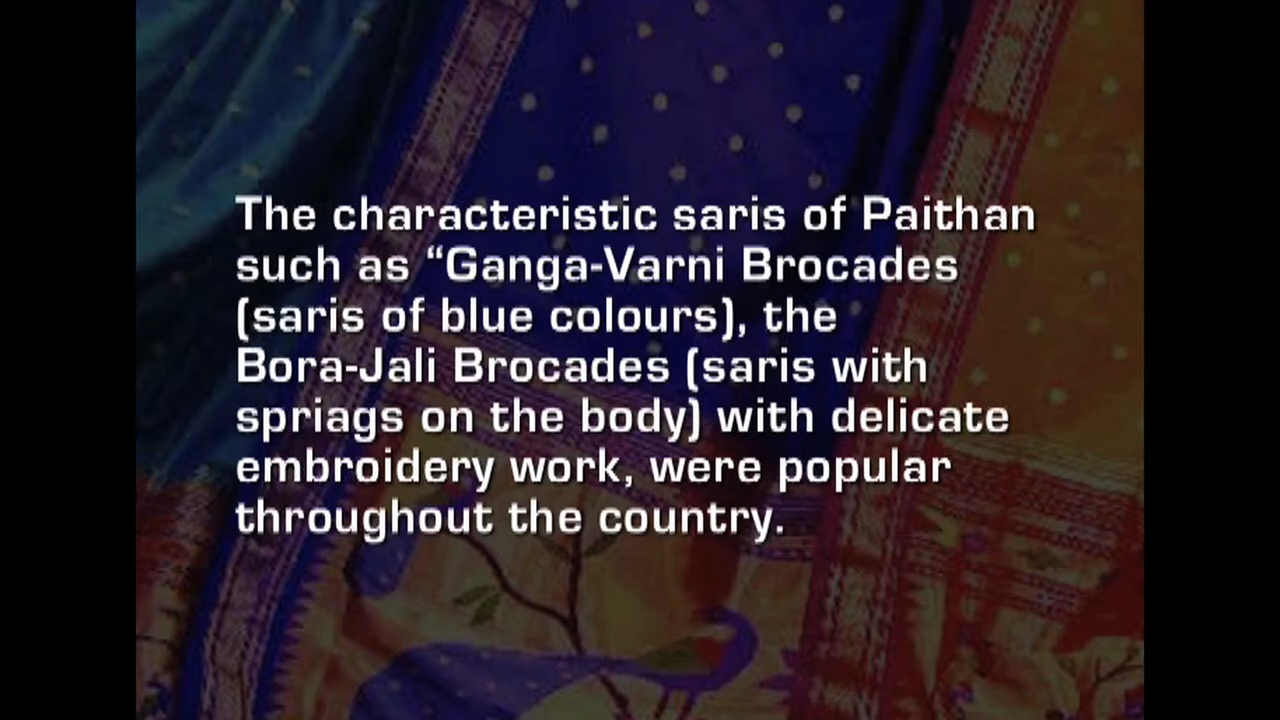 The characteristic saris of Paithan
such as “Ganga-Varni Brocades
(saris of blue colours), the
Bora-Jali Brocades (saris with
spriags on the body) with delicate
embroidery work, were popular
throughout the country.